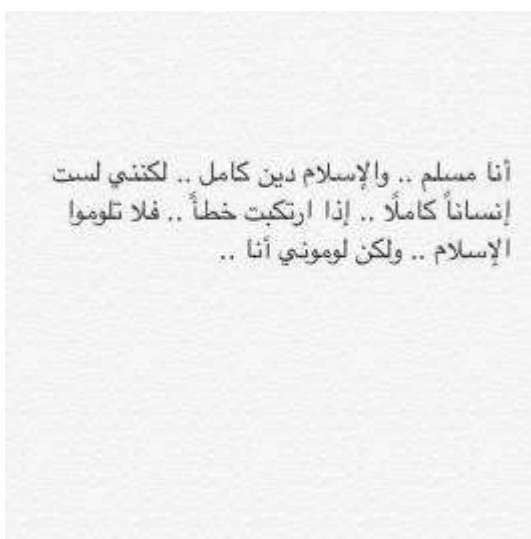 أنا مسلم .. والإسلام دين كامل .. لكنني لست
إنساناً كاملًا .. إذا ارتكبت خطأً .. فلا تلوموا
الإسلام .. ولكن لوموني أنا ..